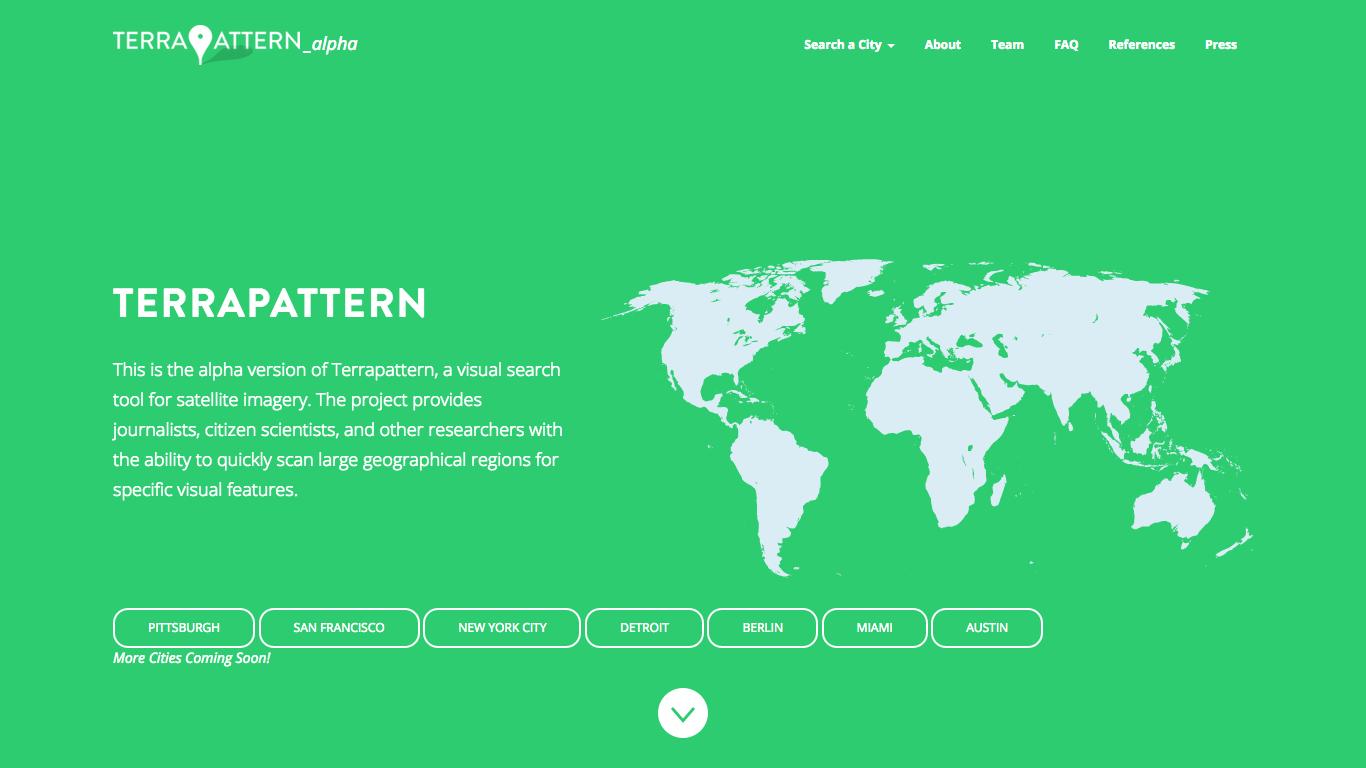 TERRAPATTERN_alpha
Search a City
About
Team
FAQ
References
Press
TERRAPATTERN
This is the alpha version of Terrapattern, a visual search
tool for satellite imagery. The project provides
journalists, citizen scientists, and other researchers with
the ability to quickly scan large geographical regions for
specific visual features.
PITTSBURGH
SAN FRANCISCO
NEW YORK CITY
DETROIT
BERLIN
MIAMI
AUSTIN
More Cities Coming Soon!